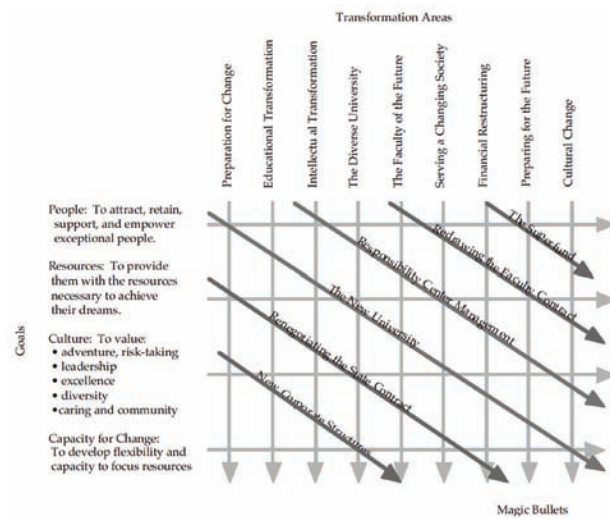 Transformation Areas
Preparation for Change
Educational Transformation
Intellectual Transformation
The Diverse University
The Faculty of the Future
Serving a Changing Society
Financial Restructuring
Preparing for the Future
Cultural Change
Goals
People: To attract, retain,
support, and empower
exceptional people.
Resources: To provide
them with the resources
necessary to achieve
their dreams.
Culture: To value:
• adventure, risk-taking
• leadership
• excellence
• diversity
• caring and community
Capacity for Change:
To develop flexibility and
capacity to focus resources
The Superfund
Redrawing the Faculty Contract
Responsibility Center Management
The New University
Renegotiating the State Contract
New Corporate Structures
Magic Bullets